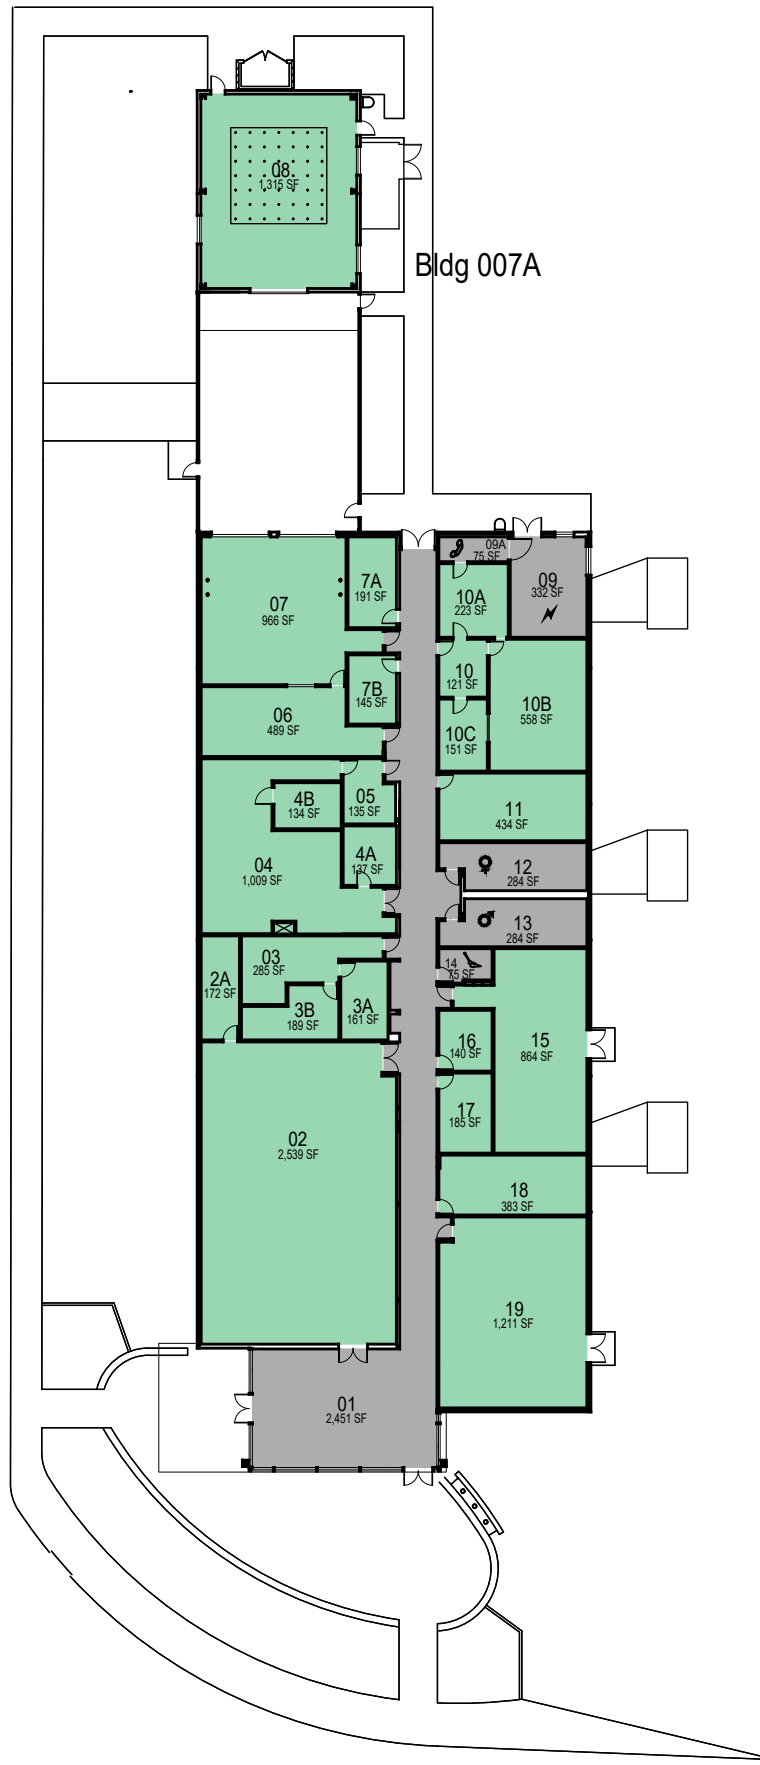 08
1,315 SF
Bldg 007A
07
966 SF
7A
191 SF
09A
75 SF
09
332 SF
10A
223 SF
10
121 SF
7B
145 SF
06
489 SF
10B
558 SF
10C
151 SF
4B
134 SF
05
135 SF
11
434 SF
04
1,009 SF
4A
137 SF
12
284 SF
13
284 SF
03
285 SF
2A
172 SF
3A
161 SF
3B
189 SF
14
75 SF
15
864 SF
16
140 SF
17
185 SF
02
2,539 SF
18
383 SF
19
1,211 SF
01
2,451 SF